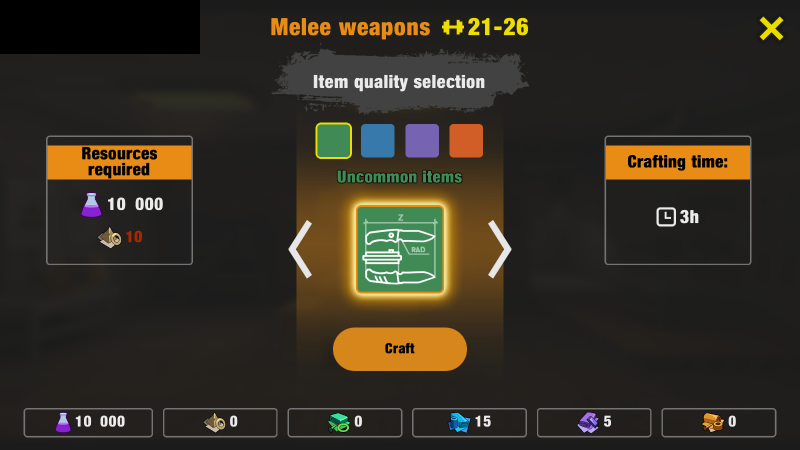 Melee weapons 21-26
Item quality selection
Resources
required
10 000
10
Uncommon items
Z
RAD
Crafting time:
3h
Craft
10 000
0
0
15
5
0